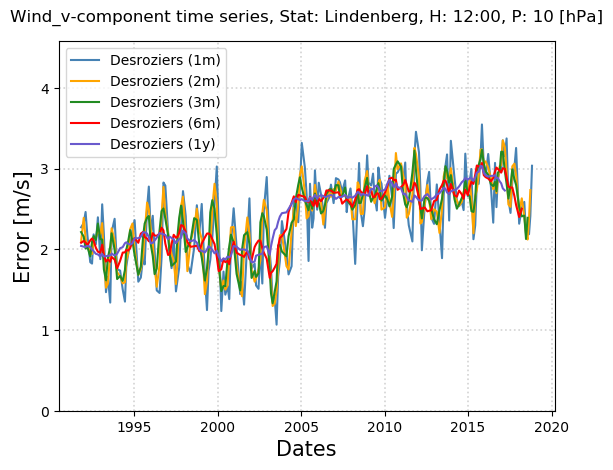 Wind_v-component time series, Stat: Lindenberg, H: 12:00, P: 10 [hPa]
Desroziers (1m)
Desroziers (2m)
Desroziers (3m)
Desroziers (6m)
Desroziers (1y)
4
3
2
1
0
Error [m/s]
1995 2000 2005 2010 2015 2020
Dates